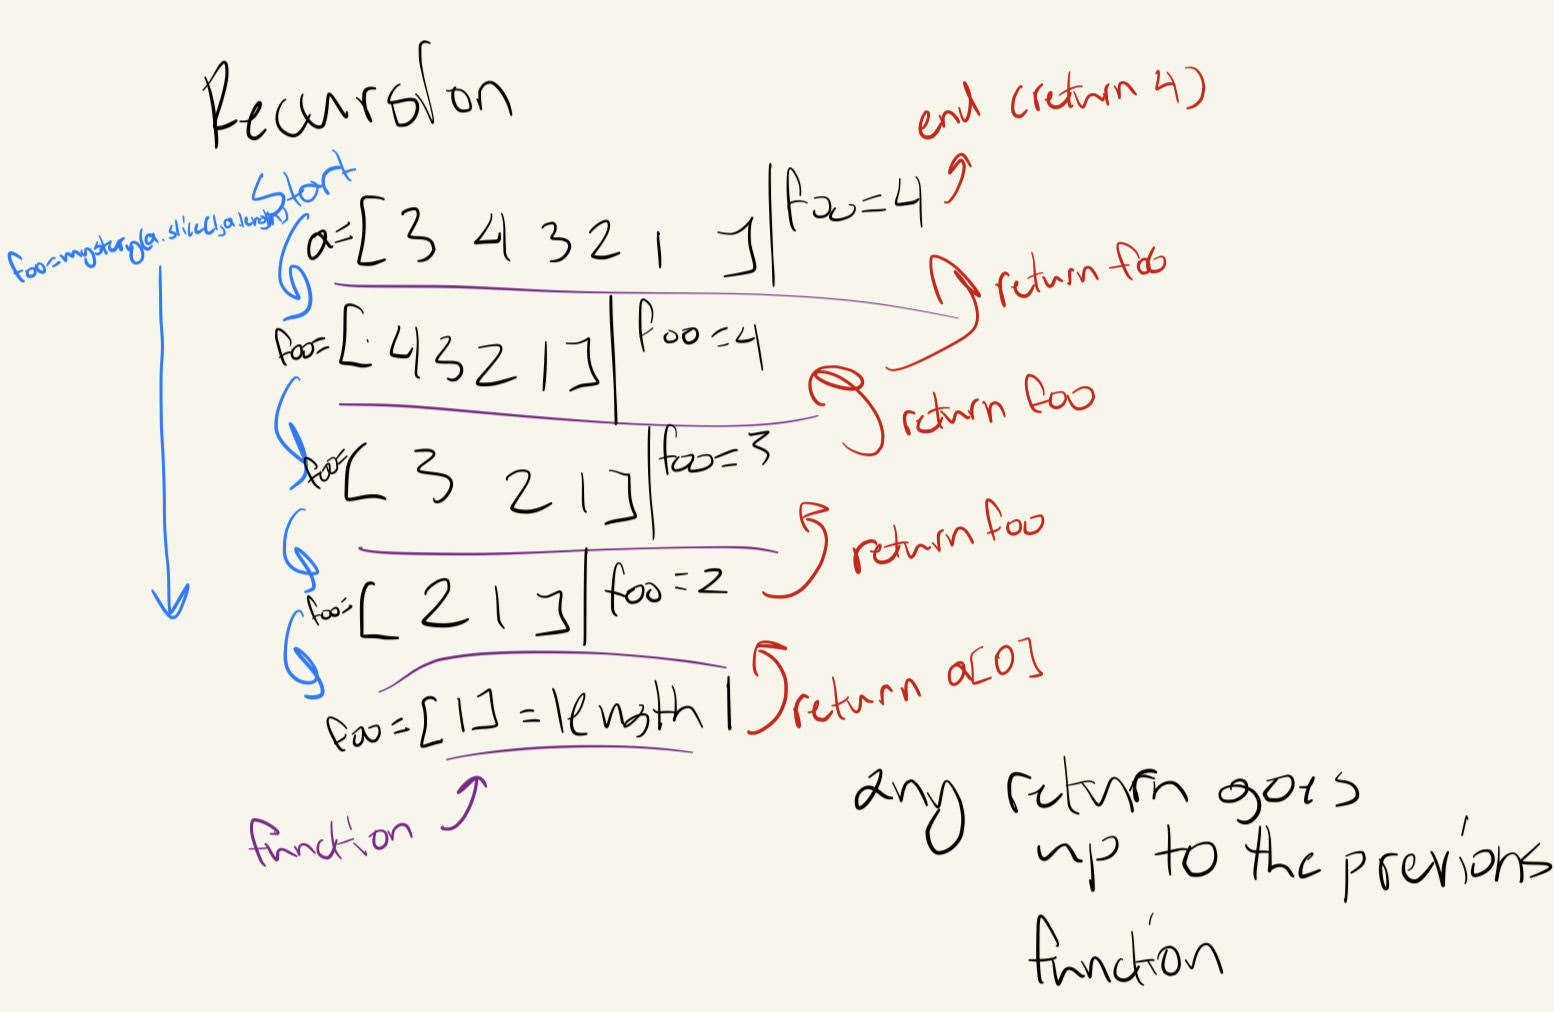 Recursion
end (return 4)
Start
foo=mystery(a.slice(1,a.length)
a=[3 4 3 2 1 ] foo=4
return foo
foo=[4 3 2 1] foo=4
return foo
foo=[3 2 1] foo=3
return foo
foo=[2 1] foo=2
return a[0]
foo=[1]=length 1
function
any return goes
up to the previous
function